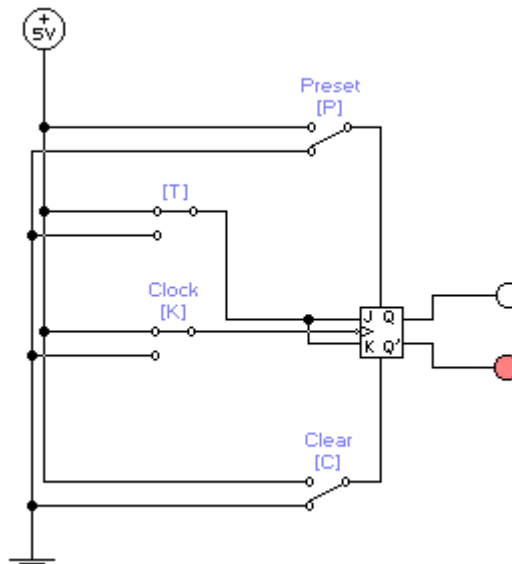 +
5V
Preset
[P]
[T]
Clock
[K]
J Q
K Q'
Clear
[C]